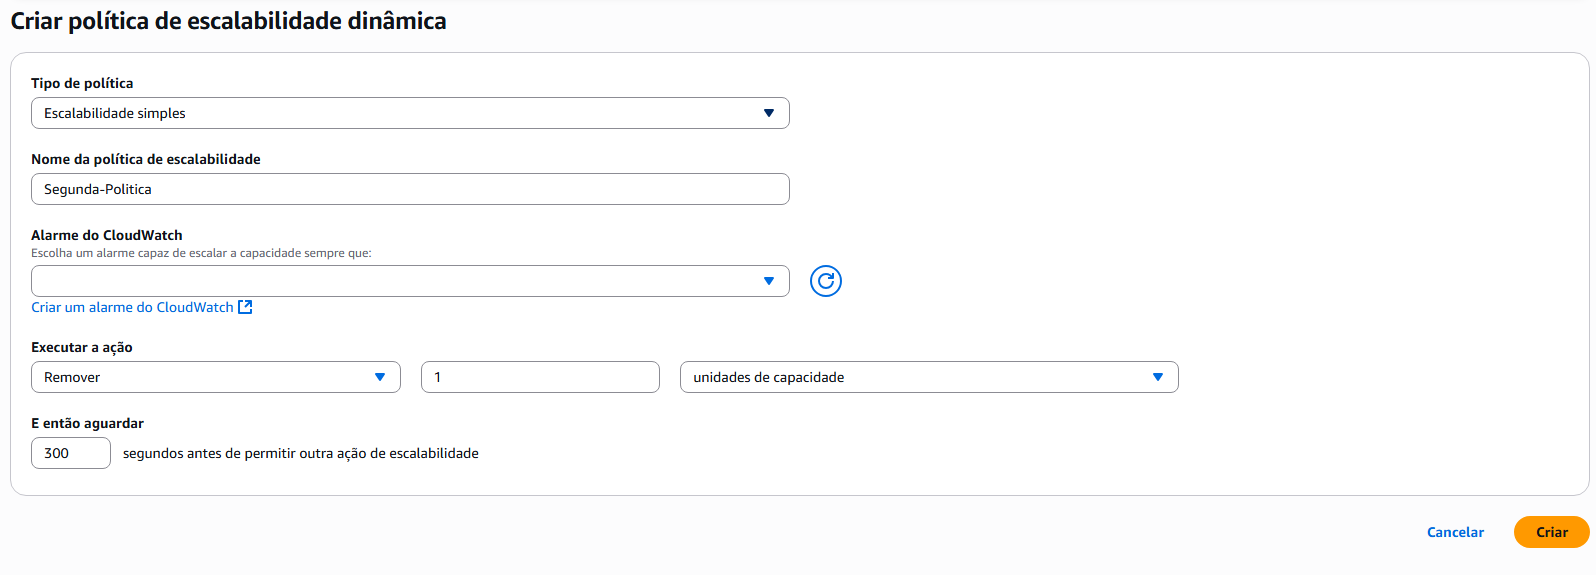 Criar política de escalabilidade dinâmica
Tipo de política
Escalabilidade simples
Nome da política de escalabilidade
Segunda-Politica
Alarme do CloudWatch
Escolha um alarme capaz de escalar a capacidade sempre que:
Criar um alarme do CloudWatch
Executar a ação
Remover 1 unidades de capacidade
E então aguardar
300 segundos antes de permitir outra ação de escalabilidade
Cancelar Criar